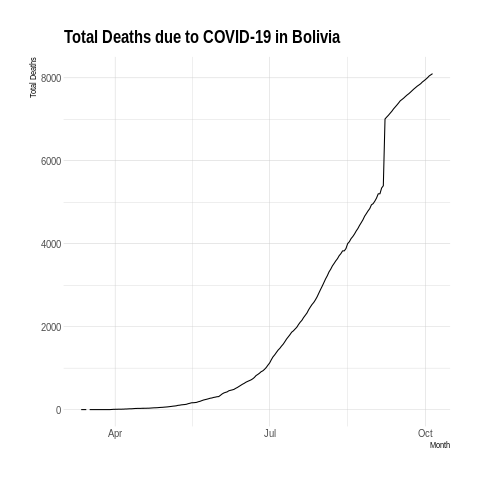 Total Deaths due to COVID-19 in Bolivia
Total Deaths
8000
6000
4000
2000
0
Apr
Jul
Oct
Month